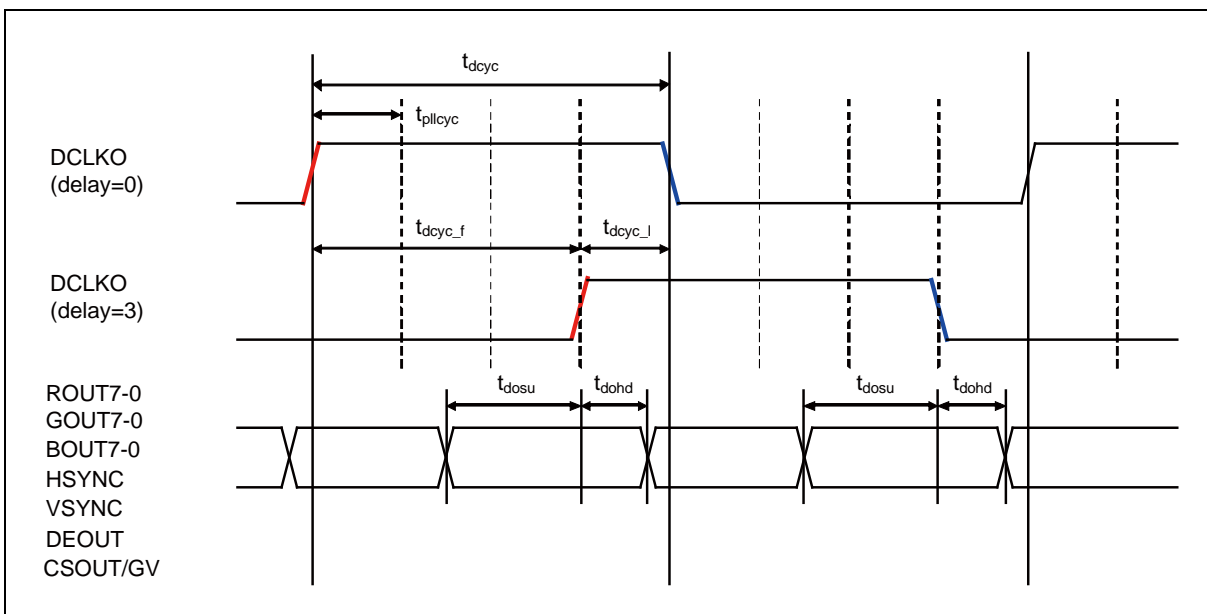 tdcyc
tpllcyc
DCLKO
(delay=0)
tdcyc_f
tdcyc_l
DCLKO
(delay=3)
tdosu
tdohd
tdosu
tdohd
ROUT7-0
GOUT7-0
BOUT7-0
HSYNC
VSYNC
DEOUT
CSOUT/GV